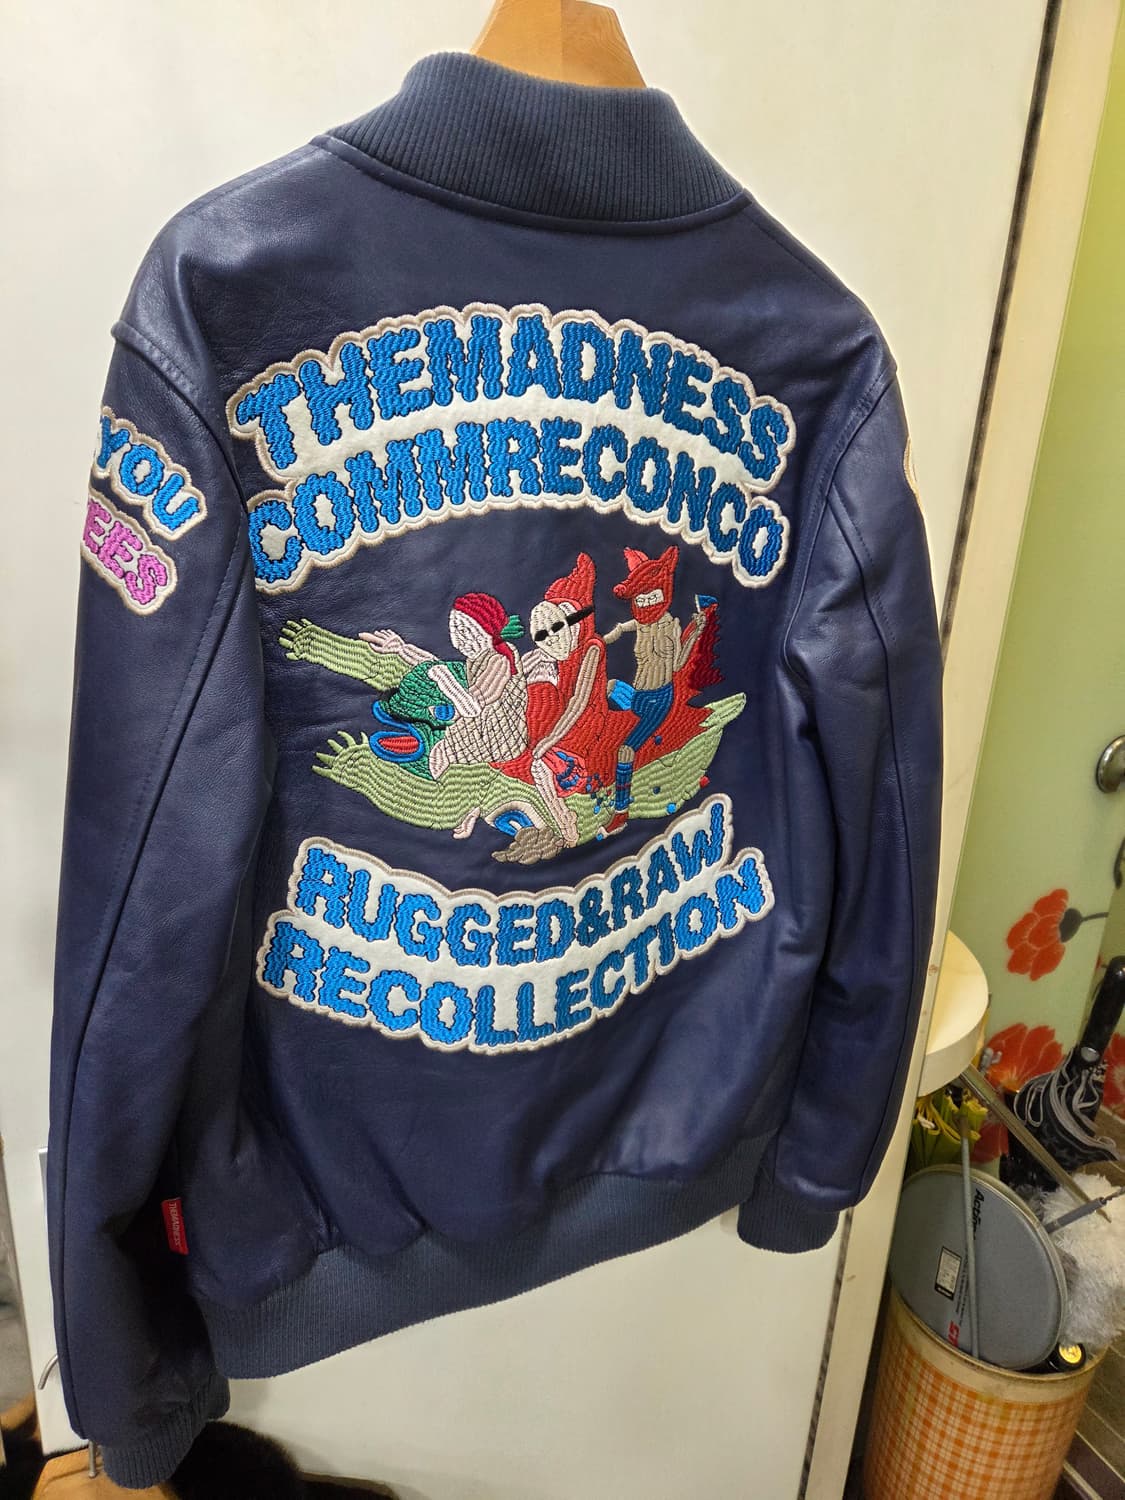 THEMADNESS
COMMRECONCO
YOU
EES
RUGGED&RAW
RECOLLECTION
THEMADNESS